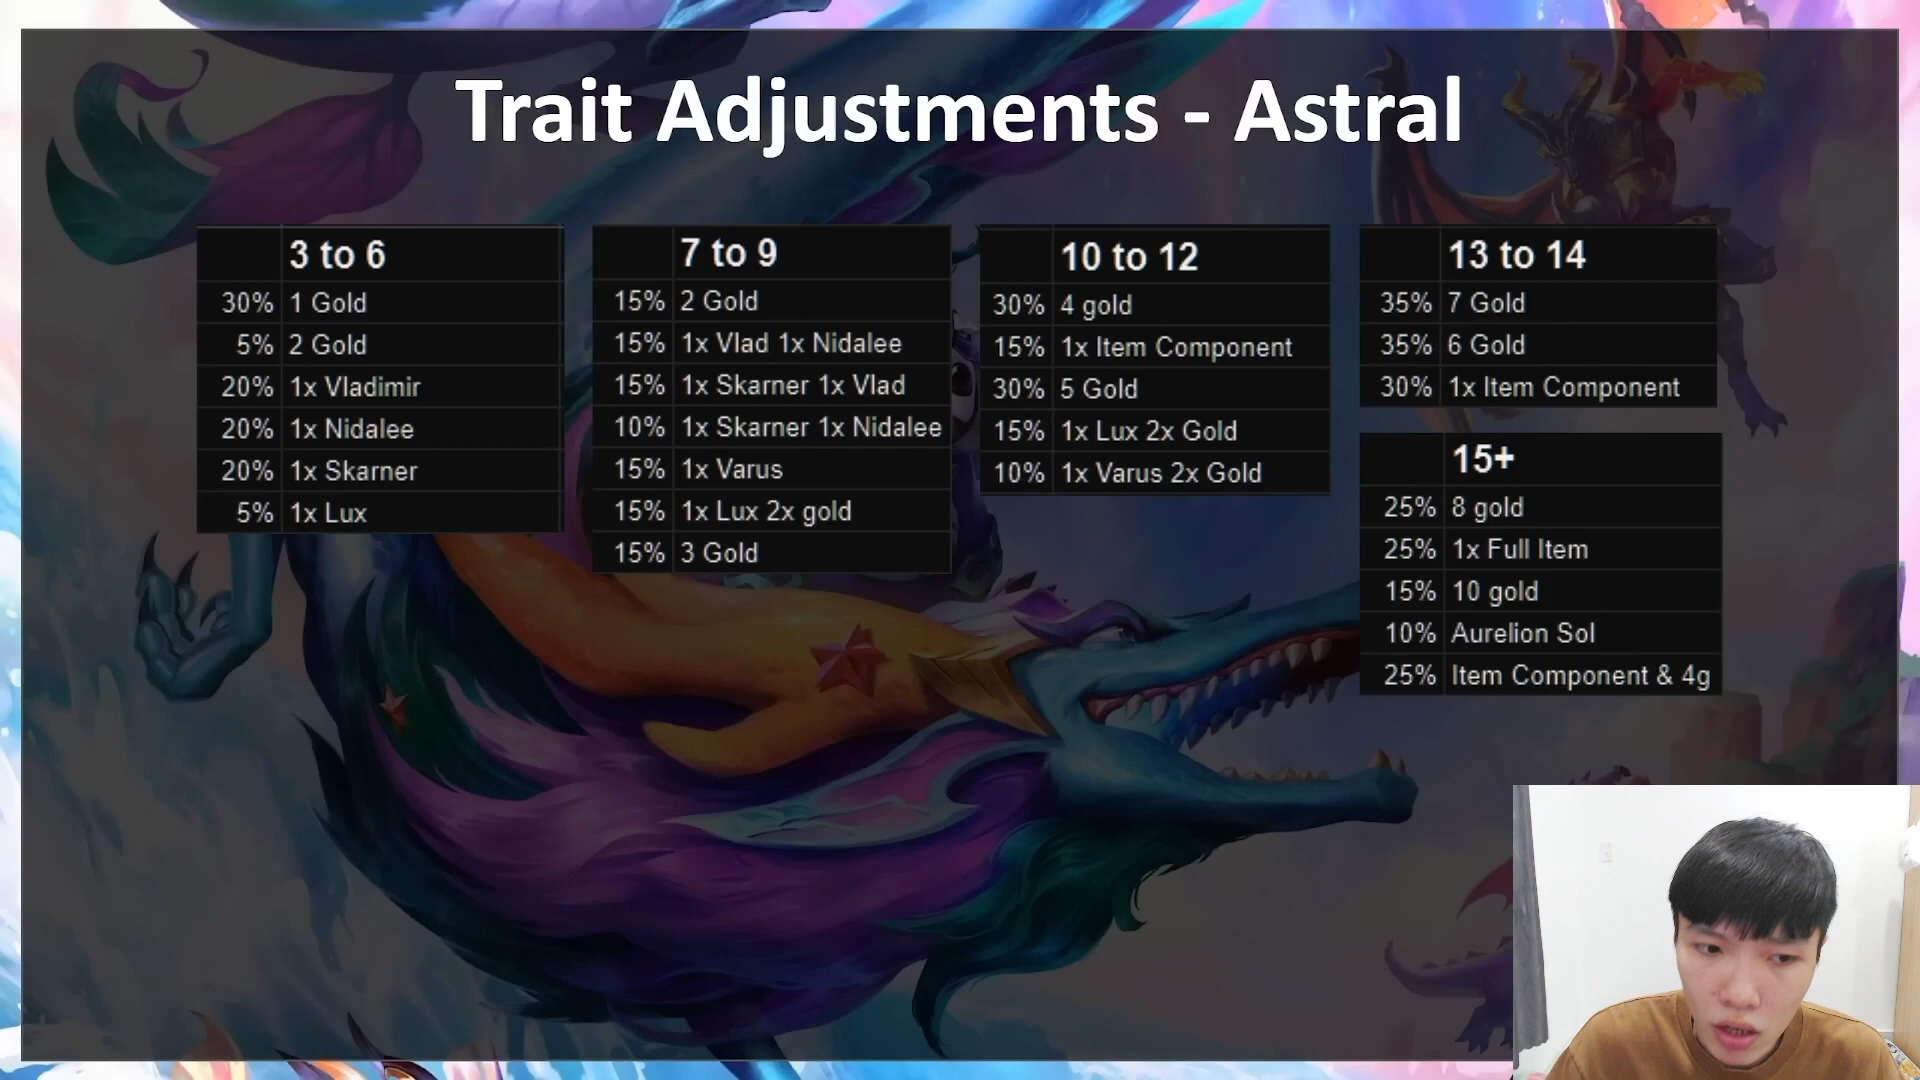 Trait Adjustments - Astral
3 to 6
30% 1 Gold
5% 2 Gold
20% 1x Vladimir
20% 1x Nidalee
20% 1x Skarner
5% 1x Lux
7 to 9
15% 2 Gold
15% 1x Vlad 1x Nidalee
15% 1x Skarner 1x Vlad
10% 1x Skarner 1x Nidalee
15% 1x Varus
15% 1x Lux 2x gold
15% 3 Gold
10 to 12
30% 4 gold
15% 1x Item Component
30% 5 Gold
15% 1x Lux 2x Gold
10% 1x Varus 2x Gold
13 to 14
35% 7 Gold
35% 6 Gold
30% 1x Item Component
15+
25% 8 gold
25% 1x Full Item
15% 10 gold
10% Aurelion Sol
25% Item Component & 4g